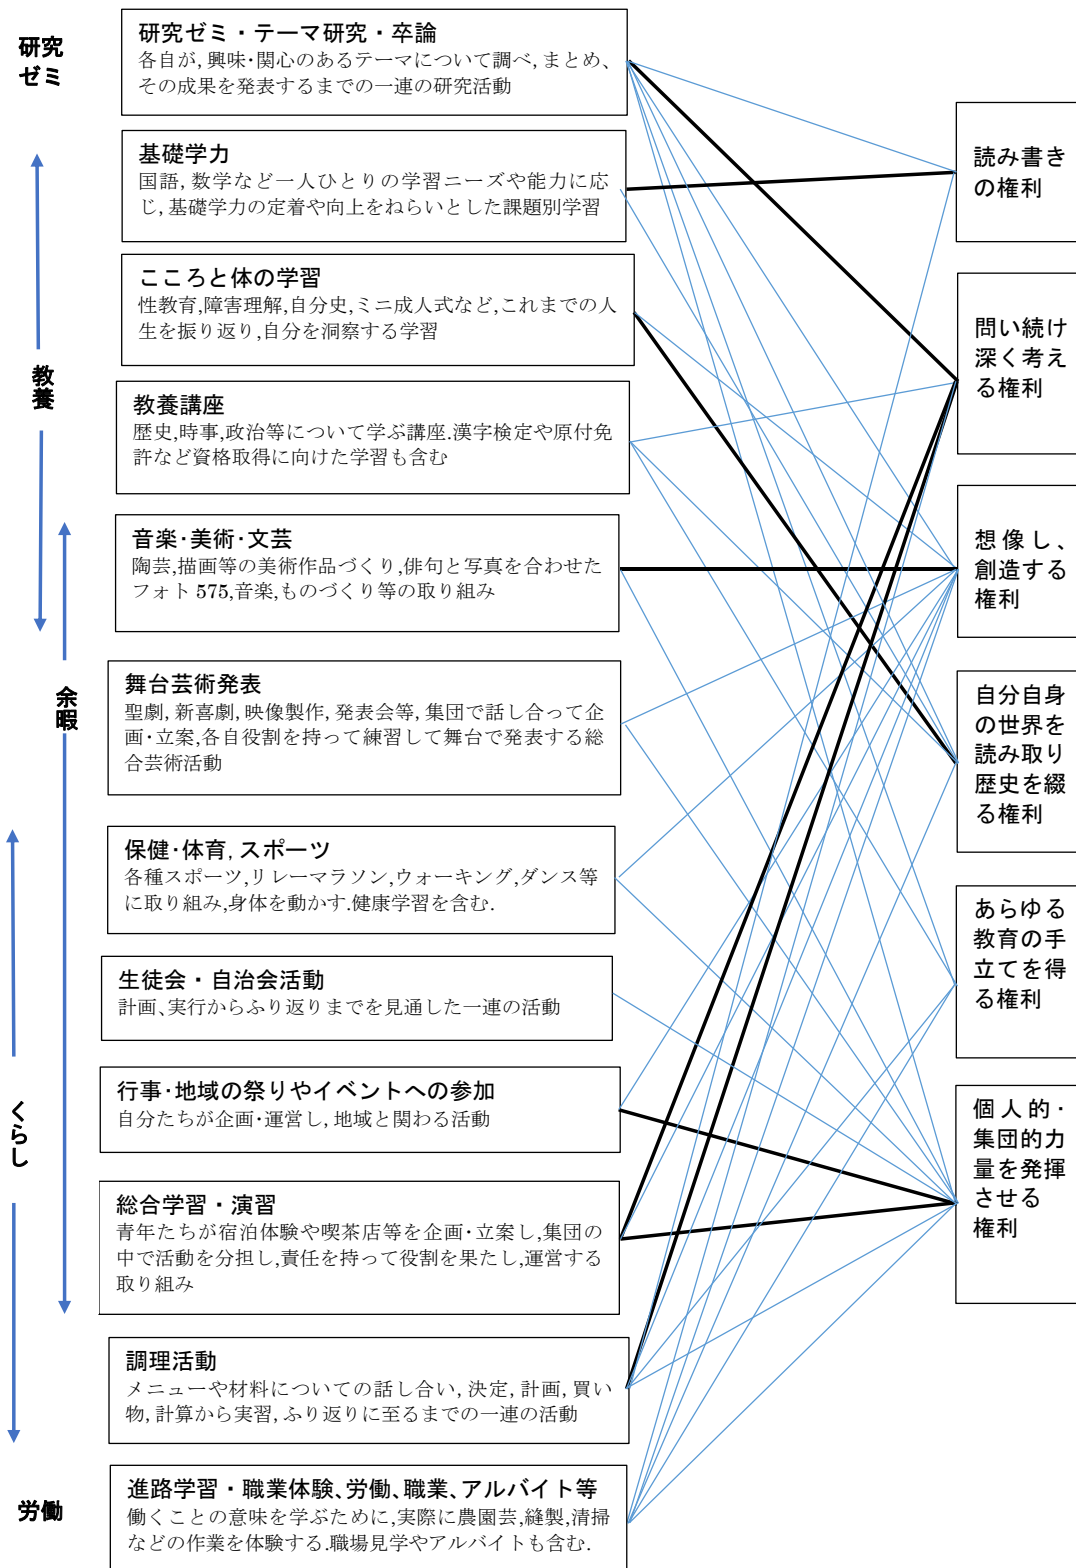 研究
ゼミ
教養
余暇
くらし
労働
研究ゼミ・テーマ研究・卒論
各自が,興味・関心のあるテーマについて調べ,まとめ、
その成果を発表するまでの一連の研究活動
基礎学力
国語,数学など一人ひとりの学習ニーズや能力に応
じ,基礎学力の定着や向上をねらいとした課題別学習
こころと体の学習
性教育,障害理解,自分史,ミニ成人式など,これまでの人
生を振り返り,自分を洞察する学習
教養講座
歴史,時事,政治等について学ぶ講座.漢字検定や原付免
許など資格取得に向けた学習も含む
音楽・美術・文芸
陶芸,描画等の美術作品づくり,俳句と写真を合わせた
フォト 575,音楽,ものづくり等の取り組み
舞台芸術発表
聖劇,新喜劇,映像製作,発表会等,集団で話し合って企
画・立案,各自役割を持って練習して舞台で発表する総
合芸術活動
保健・体育,スポーツ
各種スポーツ,リレーマラソン,ウォーキング,ダンス等
に取り組み,身体を動かす.健康学習を含む.
生徒会・自治会活動
計画、実行からふり返りまでを見通した一連の活動
行事・地域の祭りやイベントへの参加
自分たちが企画・運営し,地域と関わる活動
総合学習・演習
青年たちが宿泊体験や喫茶店等を企画・立案し,集団の
中で活動を分担し,責任を持って役割を果たし,運営する
取り組み
調理活動
メニューや材料についての話し合い,決定,計画,買い
物,計算から実習,ふり返りに至るまでの一連の活動
進路学習・職業体験、労働、職業、アルバイト等
働くことの意味を学ぶために,実際に農園芸,縫製,清掃
などの作業を体験する.職場見学やアルバイトも含む.
読み書き
の権利
問い続け
深く考え
る権利
想像し、
創造する
権利
自分自身
の世界を
読み取り
歴史を綴
る権利
あらゆる
教育の手
立てを得
る権利
個人的・
集団的力
量を発揮
させる
権利